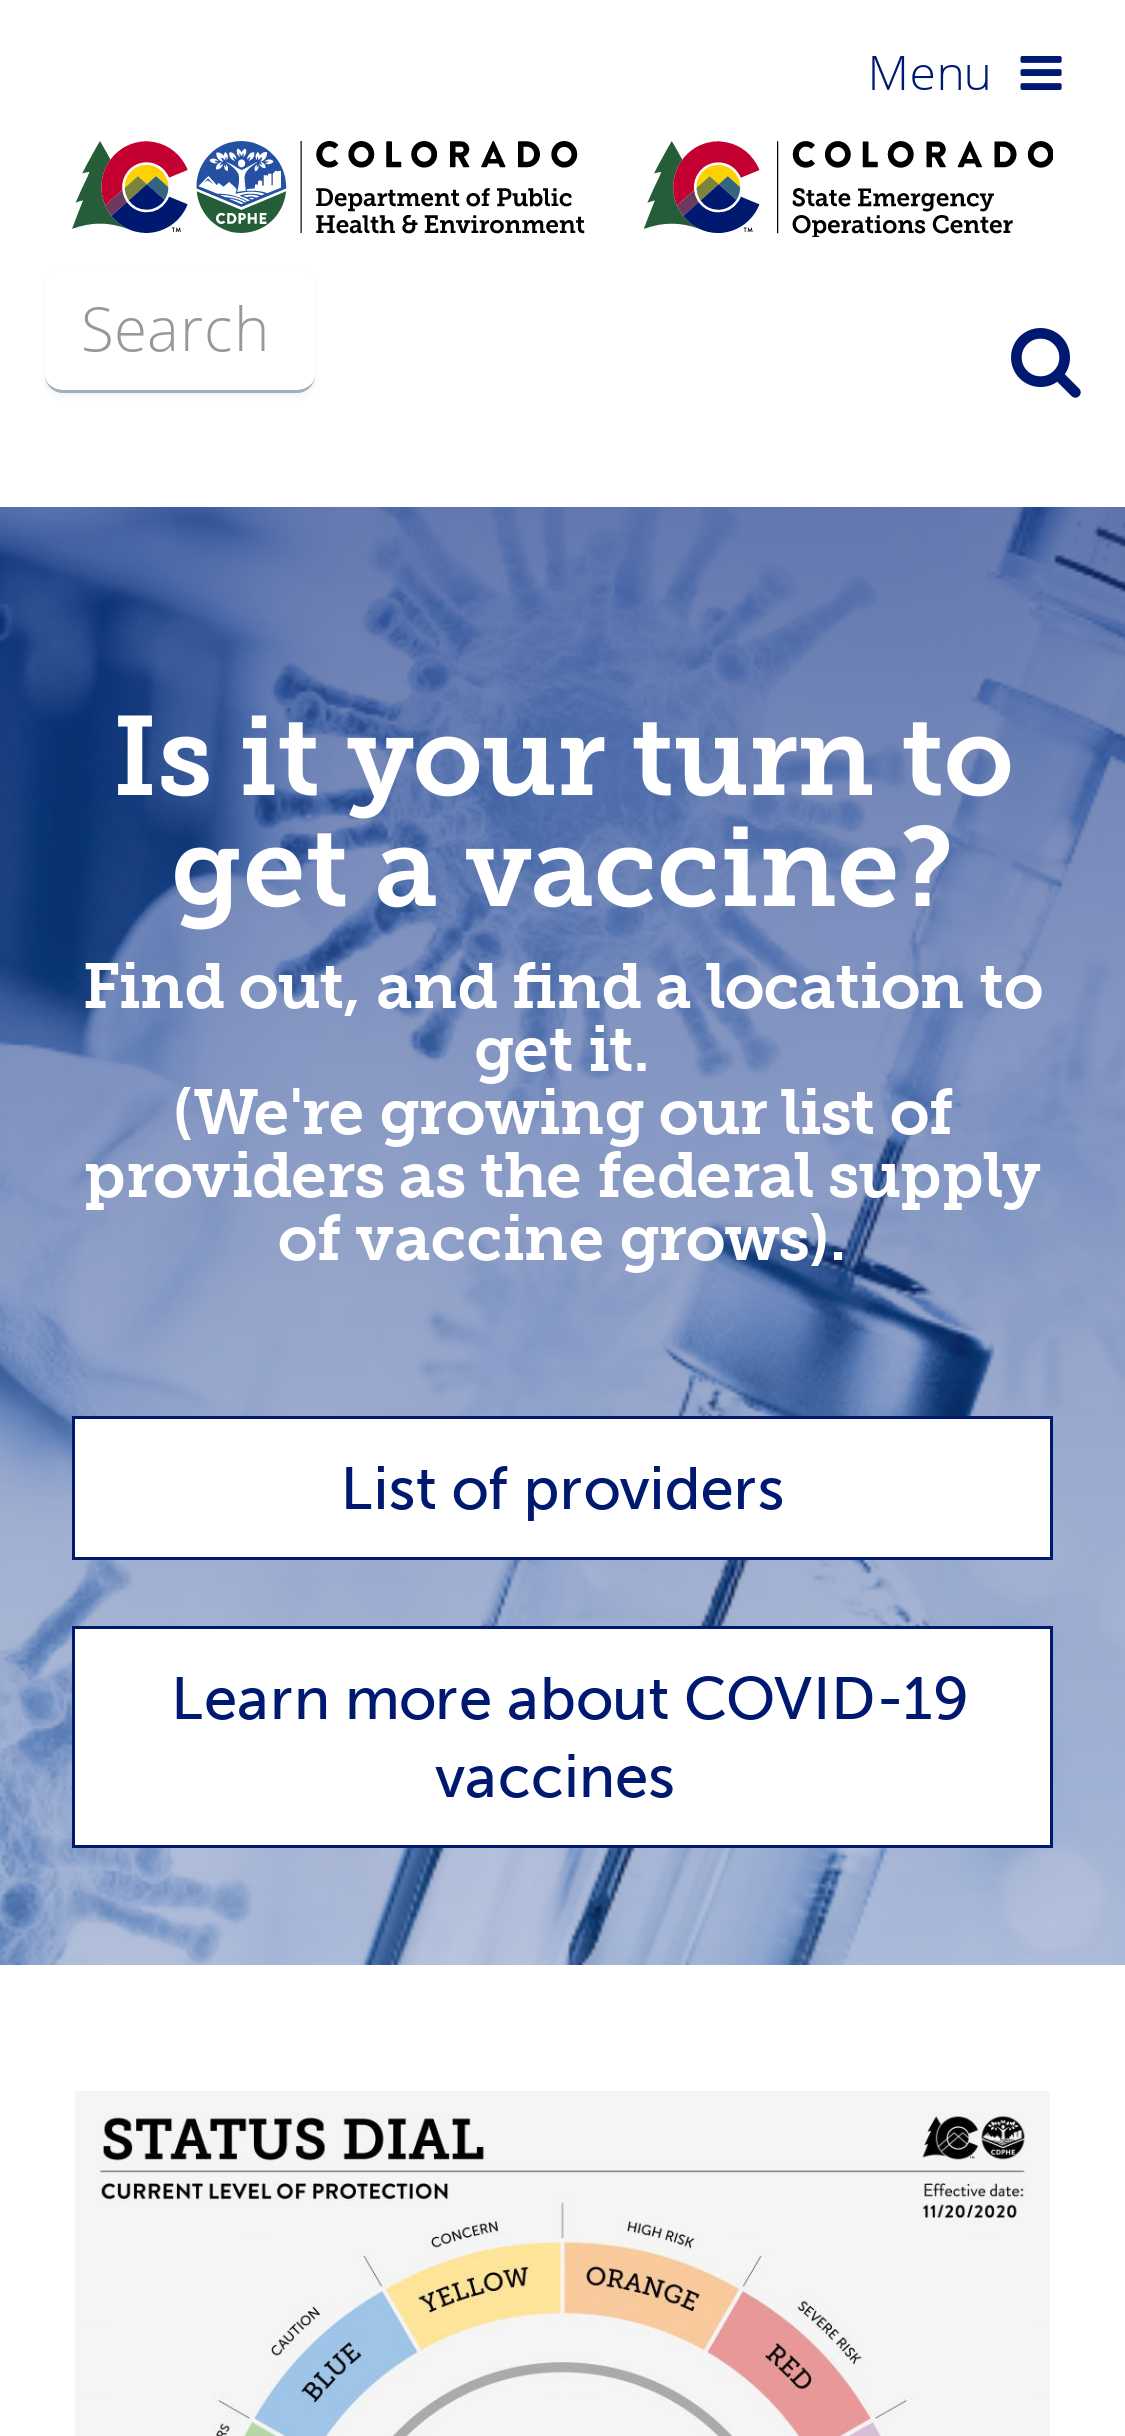 Menu
COLORADO
Department of Public
Health & Environment
CDPHE
TM
COLORADO
State Emergency
Operations Center
TM
Search
Is it your turn to
get a vaccine?
Find out, and find a location to
get it.
(We're growing our list of
providers as the federal supply
of vaccine grows).
List of providers
Learn more about COVID-19
vaccines
STATUS DIAL
CDPHE
CURRENT LEVEL OF PROTECTION
Effective date:
11/20/2020
CONCERN
HIGH RISK
YELLOW
ORANGE
CAUTION
SEVERE RISK
BLUE
RED